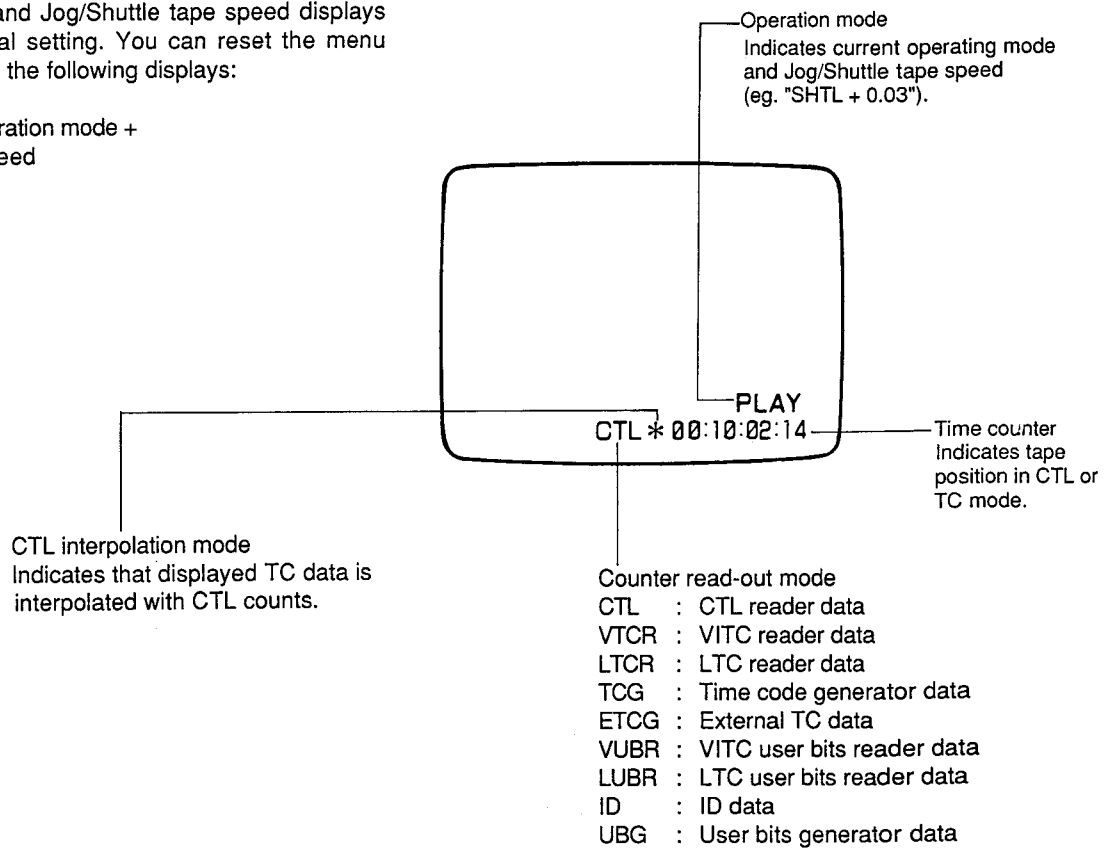 and Jog/Shuttle tape speed displays
al setting. You can reset the menu
the following displays:
ration mode +
eed
Operation mode
Indicates current operating mode
and Jog/Shuttle tape speed
(eg. "SHTL + 0.03").
PLAY
CTL * 00:10:02:14
Time counter
Indicates tape
position in CTL or
TC mode.
CTL interpolation mode
Indicates that displayed TC data is
interpolated with CTL counts.
Counter read-out mode
CTL : CTL reader data
VTCR : VITC reader data
LTCR : LTC reader data
TCG : Time code generator data
ETCG : External TC data
VUBR : VITC user bits reader data
LUBR : LTC user bits reader data
ID : ID data
UBG : User bits generator data